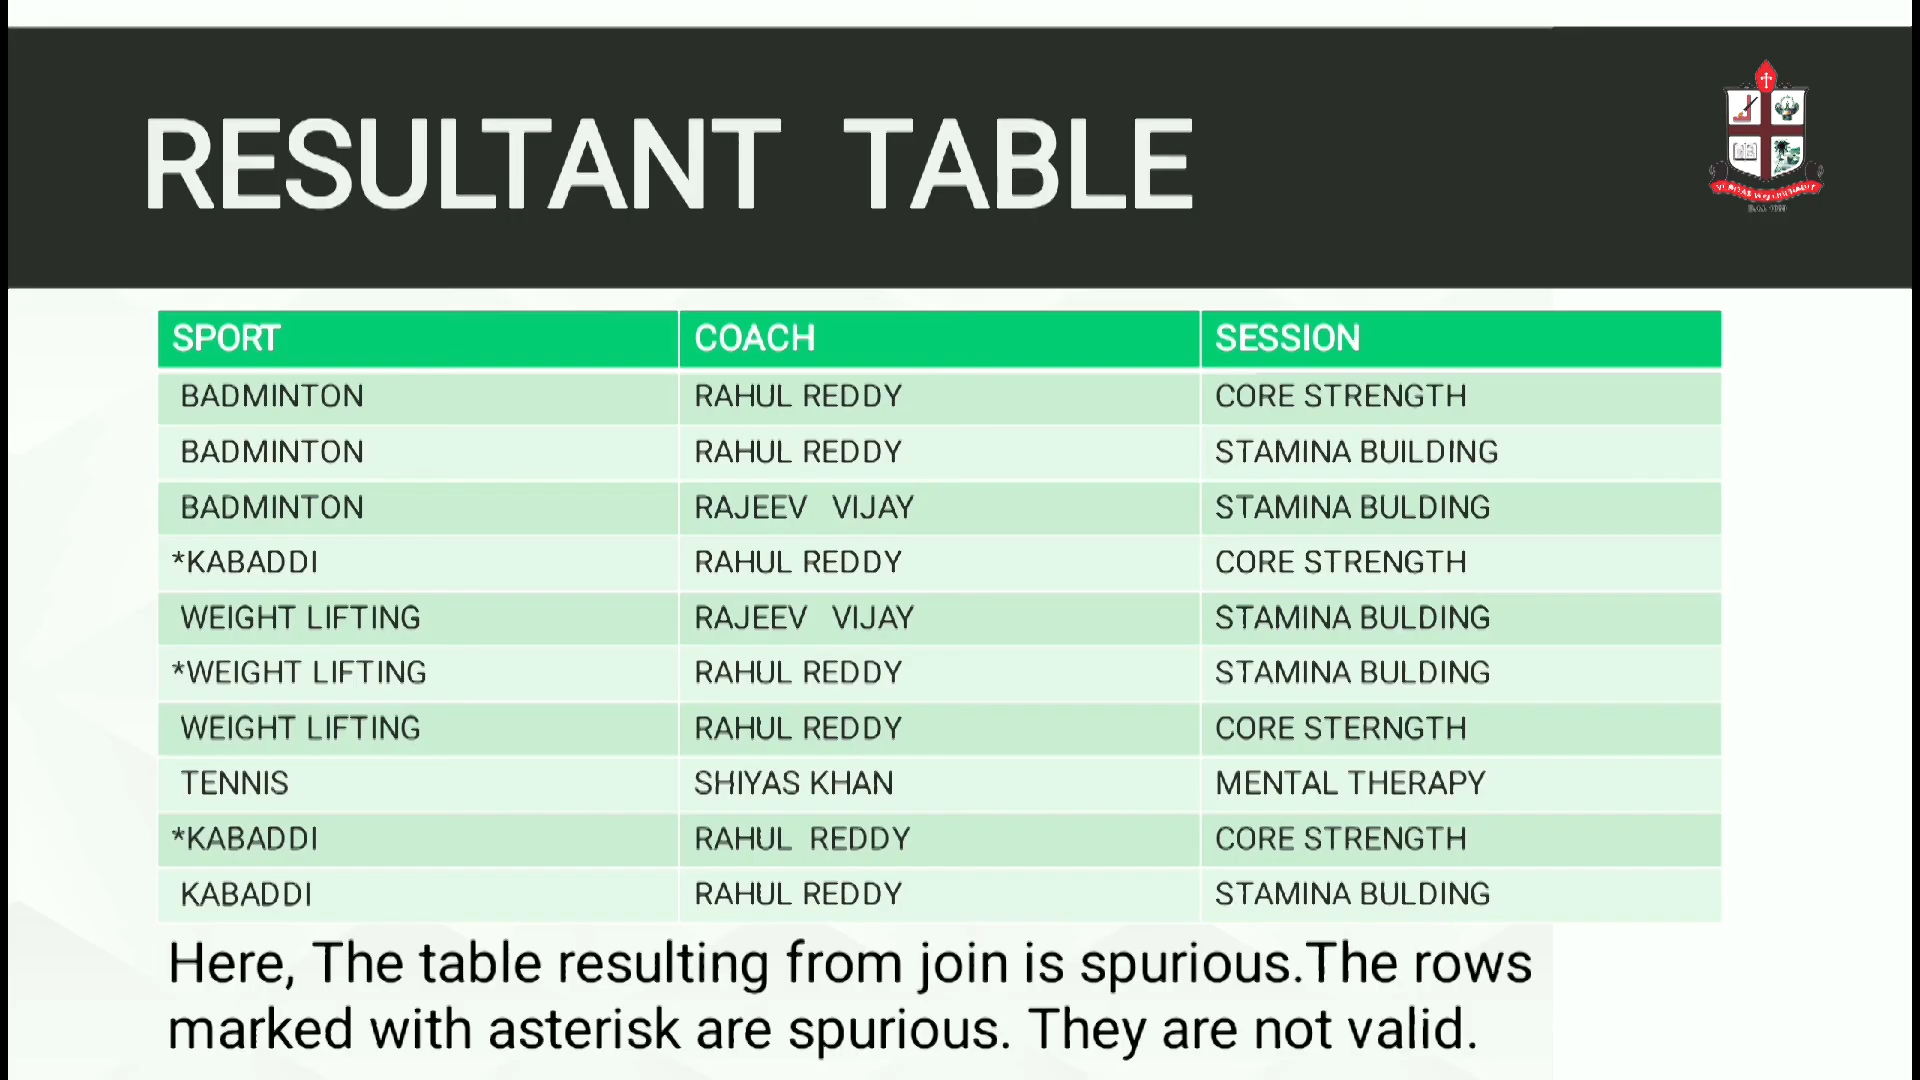 RESULTANT TABLE
SPORT COACH SESSION
BADMINTON RAHUL REDDY CORE STRENGTH
BADMINTON RAHUL REDDY STAMINA BUILDING
BADMINTON RAJEEV VIJAY STAMINA BULDING
*KABADDI RAHUL REDDY CORE STRENGTH
WEIGHT LIFTING RAJEEV VIJAY STAMINA BULDING
*WEIGHT LIFTING RAHUL REDDY STAMINA BULDING
WEIGHT LIFTING RAHUL REDDY CORE STERNGTH
TENNIS SHIYAS KHAN MENTAL THERAPY
*KABADDI RAHUL REDDY CORE STRENGTH
KABADDI RAHUL REDDY STAMINA BULDING
Here, The table resulting from join is spurious.The rows
marked with asterisk are spurious. They are not valid.